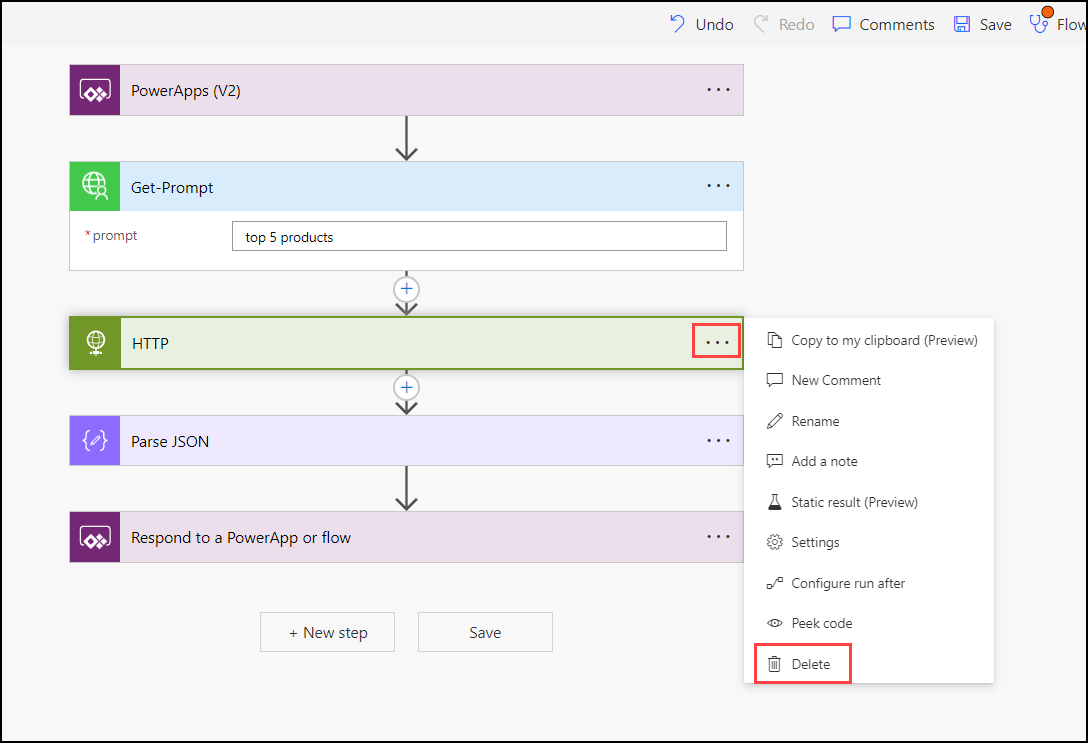 Undo Redo Comments Save Flow
PowerApps (V2)
Get-Prompt
*prompt top 5 products
HTTP
Copy to my clipboard (Preview)
New Comment
Rename
Parse JSON
Add a note
Static result (Preview)
Respond to a PowerApp or flow
Settings
Configure run after
Peek code
+ New step Save
Delete